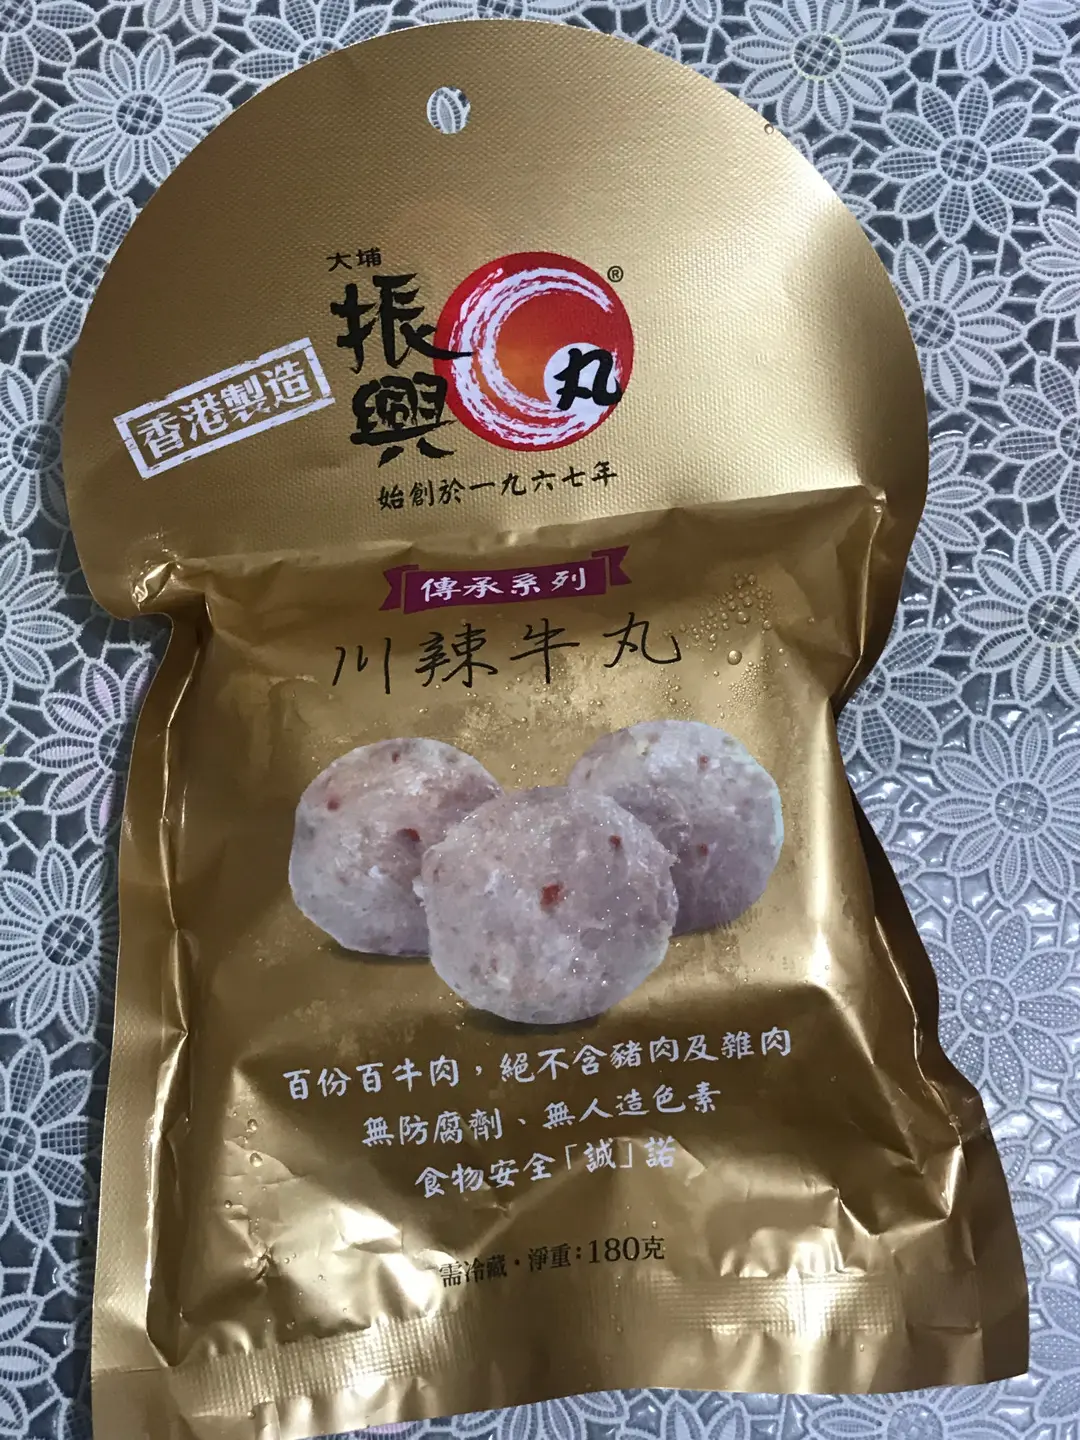 大埔
振興
丸
®
香港製造
始創於一九六七年
傳承系列
川辣牛丸
百份百牛肉，絕不含豬肉及雜肉
無防腐劑、無人造色素
食物安全「誠」諾
需冷藏·淨重:180克